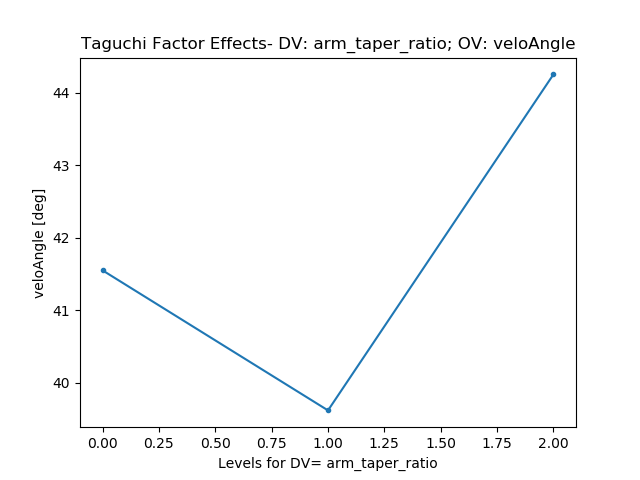 Taguchi Factor Effects- DV: arm_taper_ratio; OV: veloAngle
veloAngle [deg]
44
43
42
41
40
0.00 0.25 0.50 0.75 1.00 1.25 1.50 1.75 2.00
Levels for DV= arm_taper_ratio